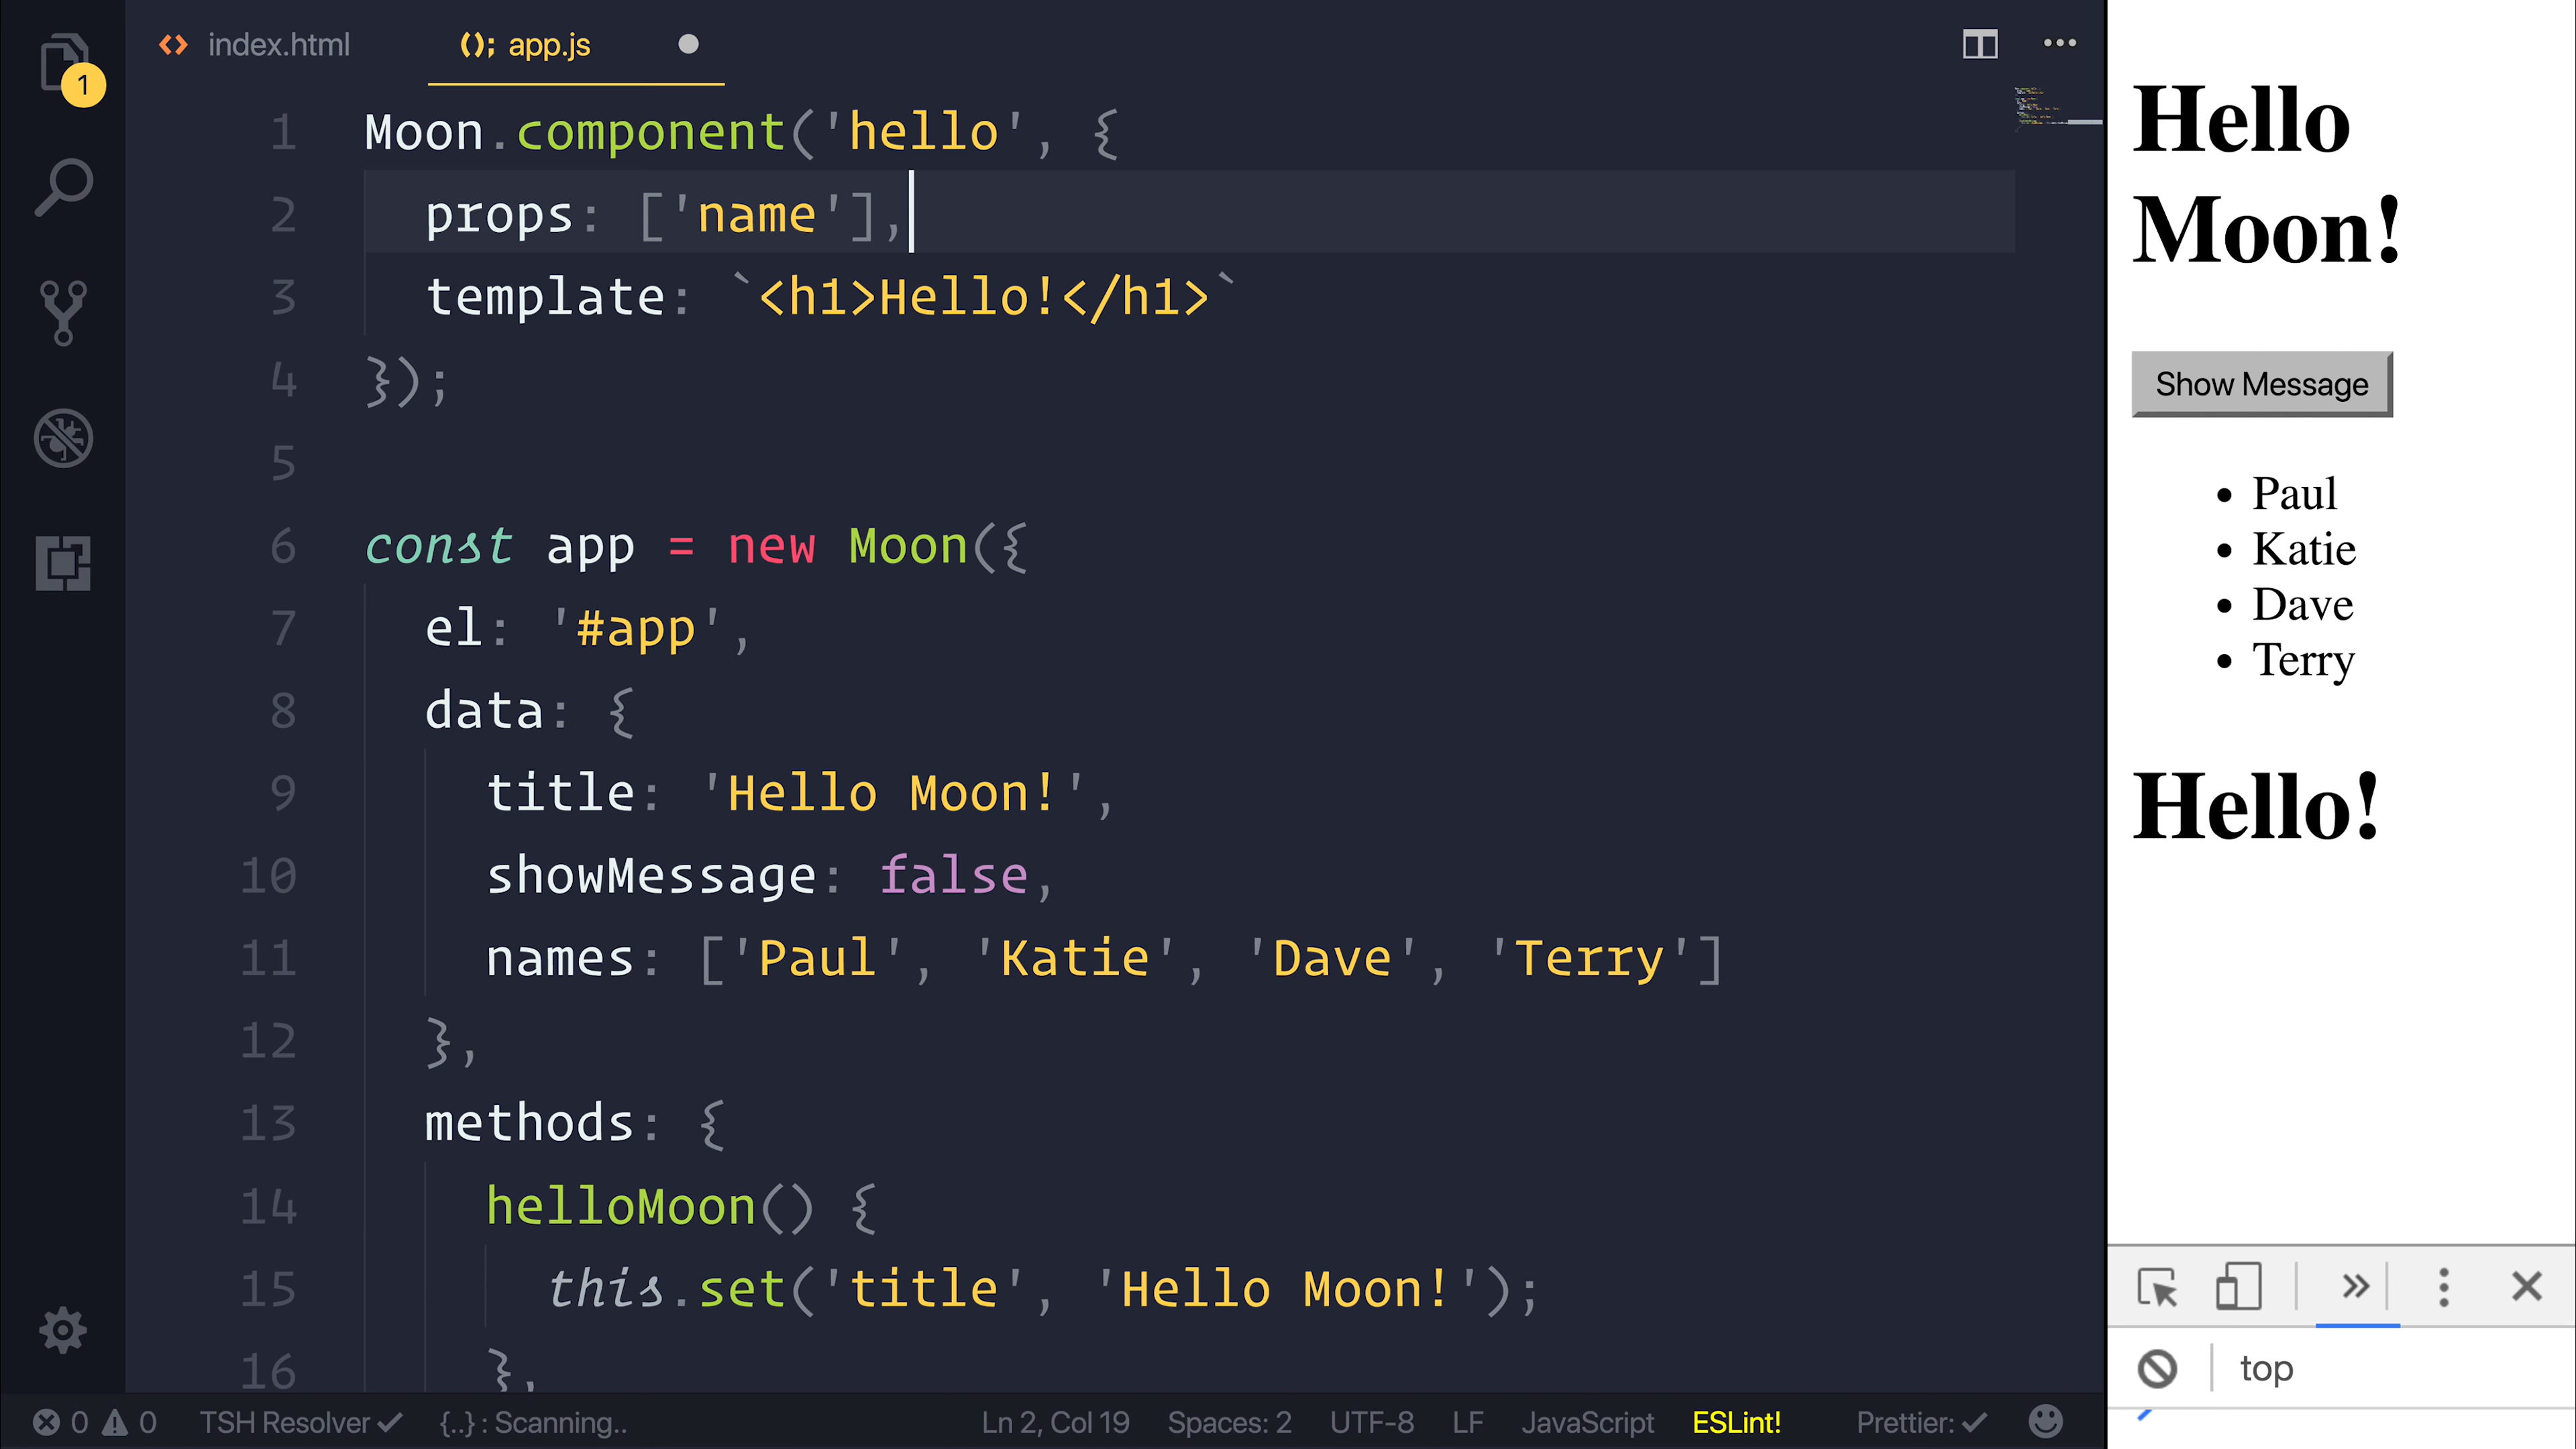 index.html
(); app.js
1
1 Moon.component('hello', {
2 props: ['name'],
3 template: `<h1>Hello!</h1>`
4 });
5
6 const app = new Moon({
7 el: '#app',
8 data: {
9 title: 'Hello Moon!',
10 showMessage: false,
11 names: ['Paul', 'Katie', 'Dave', 'Terry']
12 },
13 methods: {
14 helloMoon() {
15 this.set('title', 'Hello Moon!');
16 },
0 0 TSH Resolver {..} : Scanning.. Ln 2, Col 19 Spaces: 2 UTF-8 LF JavaScript ESLint! Prettier:
Hello
Moon!
Show Message
Paul
Katie
Dave
Terry
Hello!
top